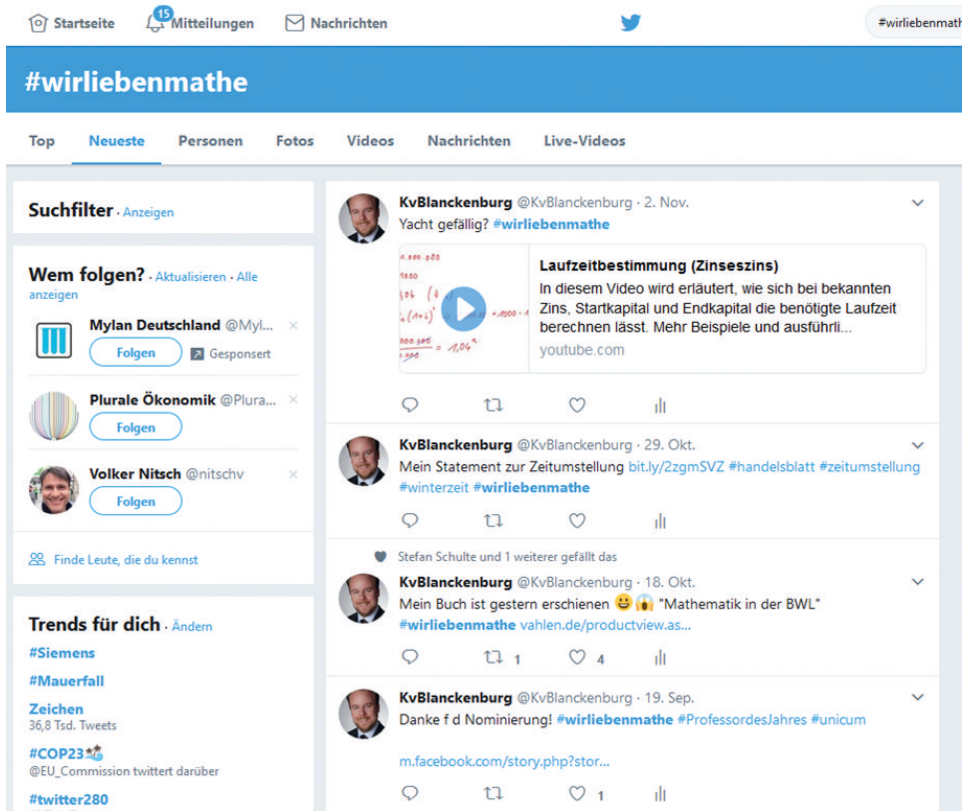 Startseite
15
Mitteilungen
Nachrichten
#wirliebenmath
#wirliebenmathe
Top
Neueste
Personen
Fotos
Videos
Nachrichten
Live-Videos
Suchfilter · Anzeigen
Wem folgen? · Aktualisieren · Alle
anzeigen
Mylan Deutschland @Myl...
Folgen
Gesponsert
Plurale Ökonomik @Plura...
Folgen
Volker Nitsch @nitschv
Folgen
Finde Leute, die du kennst
Trends für dich · Ändern
#Siemens
#Mauerfall
Zeichen
36,8 Tsd. Tweets
#COP23
@EU_Commission twittert darüber
#twitter280
KvBlanckenburg @KvBlanckenburg · 2. Nov.
Yacht gefällig? #wirliebenmathe
Laufzeitbestimmung (Zinseszins)
In diesem Video wird erläutert, wie sich bei bekannten
Zins, Startkapital und Endkapital die benötigte Laufzeit
berechnen lässt. Mehr Beispiele und ausführli...
youtube.com
KvBlanckenburg @KvBlanckenburg · 29. Okt.
Mein Statement zur Zeitumstellung bit.ly/2zgmSVZ #handelsblatt #zeitumstellung
#winterzeit #wirliebenmathe
Stefan Schulte und 1 weiterer gefällt das
KvBlanckenburg @KvBlanckenburg · 18. Okt.
Mein Buch ist gestern erschienen 😀😱 "Mathematik in der BWL"
#wirliebenmathe vahlen.de/productview.as...
1
4
KvBlanckenburg @KvBlanckenburg · 19. Sep.
Danke f d Nominierung! #wirliebenmathe #ProfessordesJahres #unicum
m.facebook.com/story.php?stor...
1